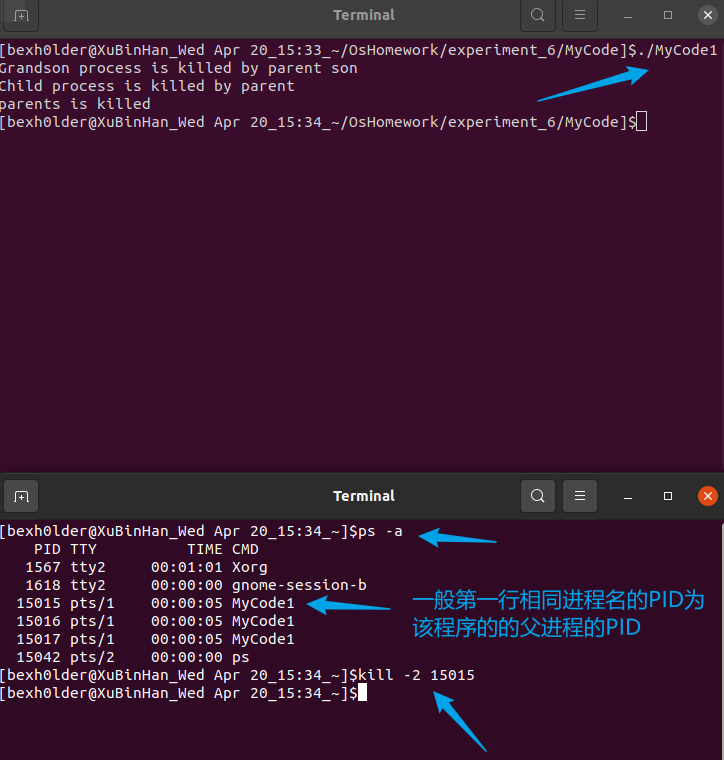 Terminal
[bexh0lder@XuBinHan_Wed Apr 20_15:33_~/OsHomework/experiment_6/MyCode]$./MyCode1
Grandson process is killed by parent son
Child process is killed by parent
parents is killed
[bexh0lder@XuBinHan_Wed Apr 20_15:34_~/OsHomework/experiment_6/MyCode]$
Terminal
[bexh0lder@XuBinHan_Wed Apr 20_15:34_~]$ps -a
    PID TTY          TIME CMD
   1567 tty2     00:01:01 Xorg
   1618 tty2     00:00:00 gnome-session-b
  15015 pts/1    00:00:05 MyCode1
  15016 pts/1    00:00:05 MyCode1
  15017 pts/1    00:00:05 MyCode1
  15042 pts/2    00:00:00 ps
一般第一行相同进程名的PID为
该程序的的父进程的PID
[bexh0lder@XuBinHan_Wed Apr 20_15:34_~]$kill -2 15015
[bexh0lder@XuBinHan_Wed Apr 20_15:34_~]$